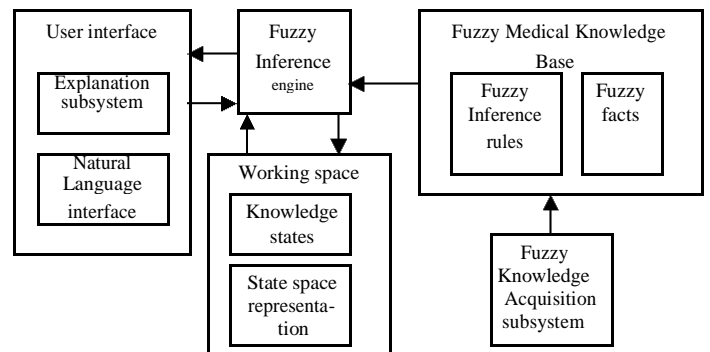 User interface
Explanation
subsystem
Natural
Language
interface
Fuzzy
Inference
engine
Working space
Knowledge
states
State space
representa-
tion
Fuzzy Medical Knowledge
Base
Fuzzy
Inference
rules
Fuzzy
facts
Fuzzy
Knowledge
Acquisition
subsystem